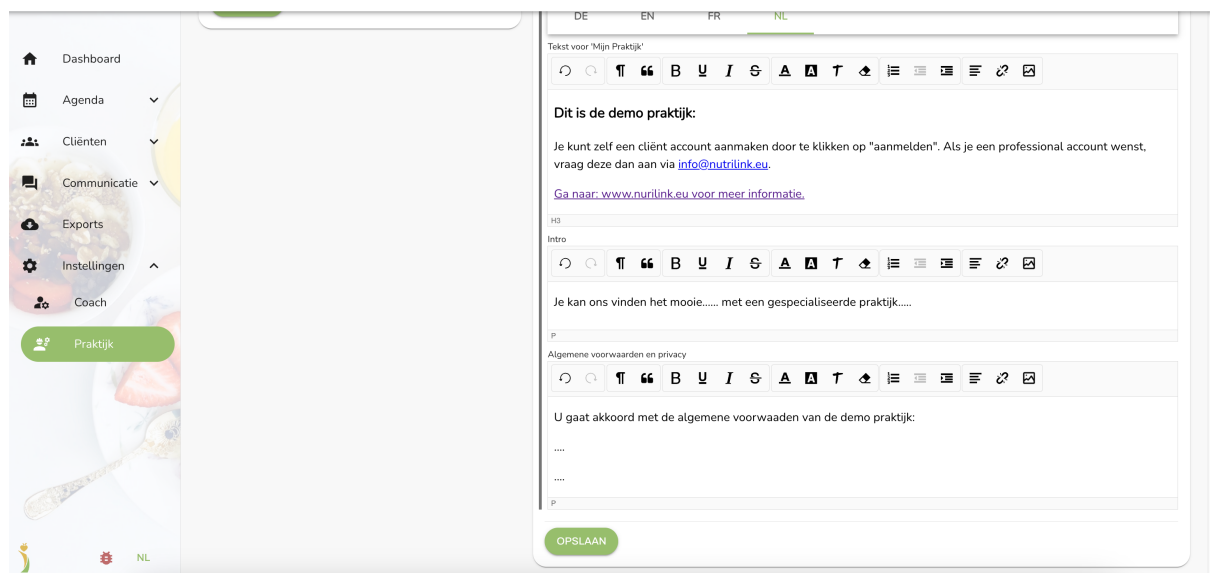 DE EN FR NL
Tekst voor 'Mijn Praktijk'
Dit is de demo praktijk:
Je kunt zelf een cliënt account aanmaken door te klikken op "aanmelden". Als je een professional account wenst,
vraag deze dan aan via info@nutrilink.eu.
Ga naar: www.nurilink.eu voor meer informatie.
H3
Intro
Je kan ons vinden het mooie...... met een gespecialiseerde praktijk.....
P
Algemene voorwaarden en privacy
U gaat akkoord met de algemene voorwaaden van de demo praktijk:
....
....
P
OPSLAAN
Dashboard
Agenda
Cliënten
Communicatie
Exports
Instellingen
Coach
Praktijk
NL